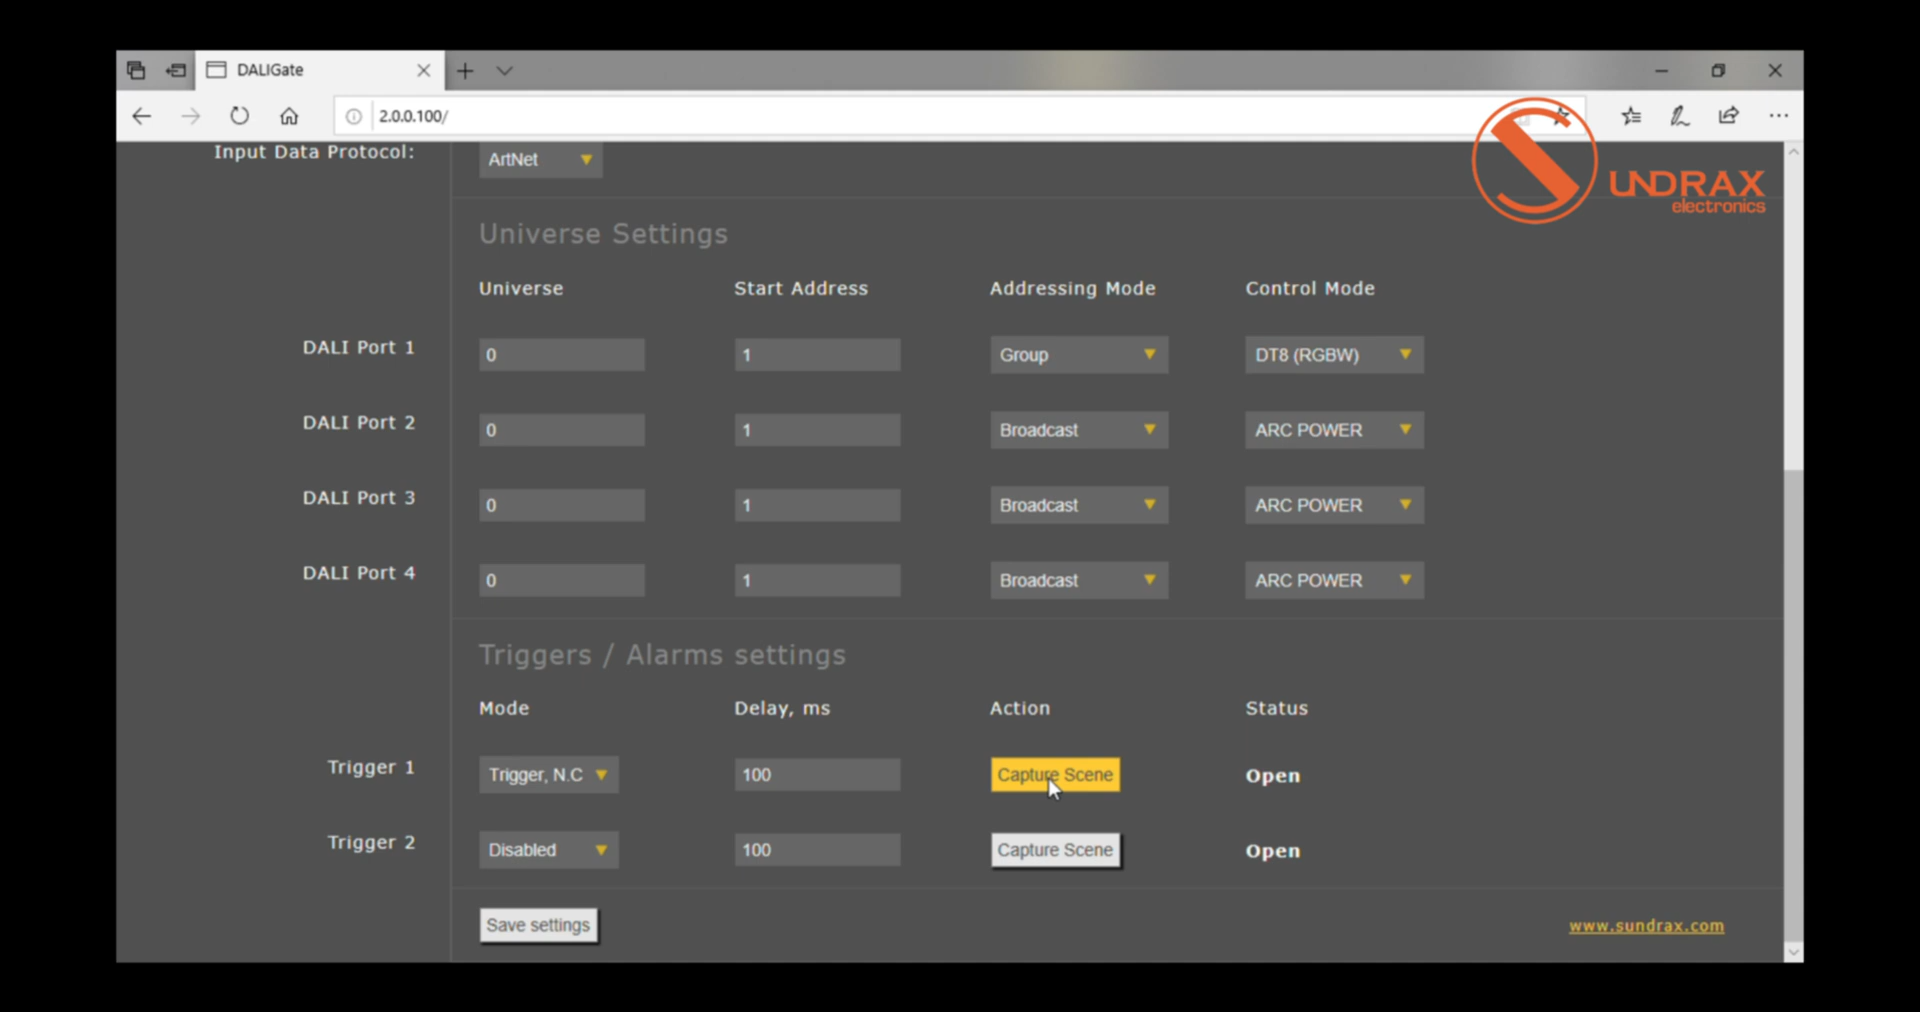 DALIGate
2.0.0.100/
UNDRAX
electronics
Input Data Protocol: ArtNet
Universe Settings
Universe Start Address Addressing Mode Control Mode
DALI Port 1 0 1 Group DT8 (RGBW)
DALI Port 2 0 1 Broadcast ARC POWER
DALI Port 3 0 1 Broadcast ARC POWER
DALI Port 4 0 1 Broadcast ARC POWER
Triggers / Alarms settings
Mode Delay, ms Action Status
Trigger 1 Trigger, N.C 100 Capture Scene Open
Trigger 2 Disabled 100 Capture Scene Open
Save settings www.sundrax.com